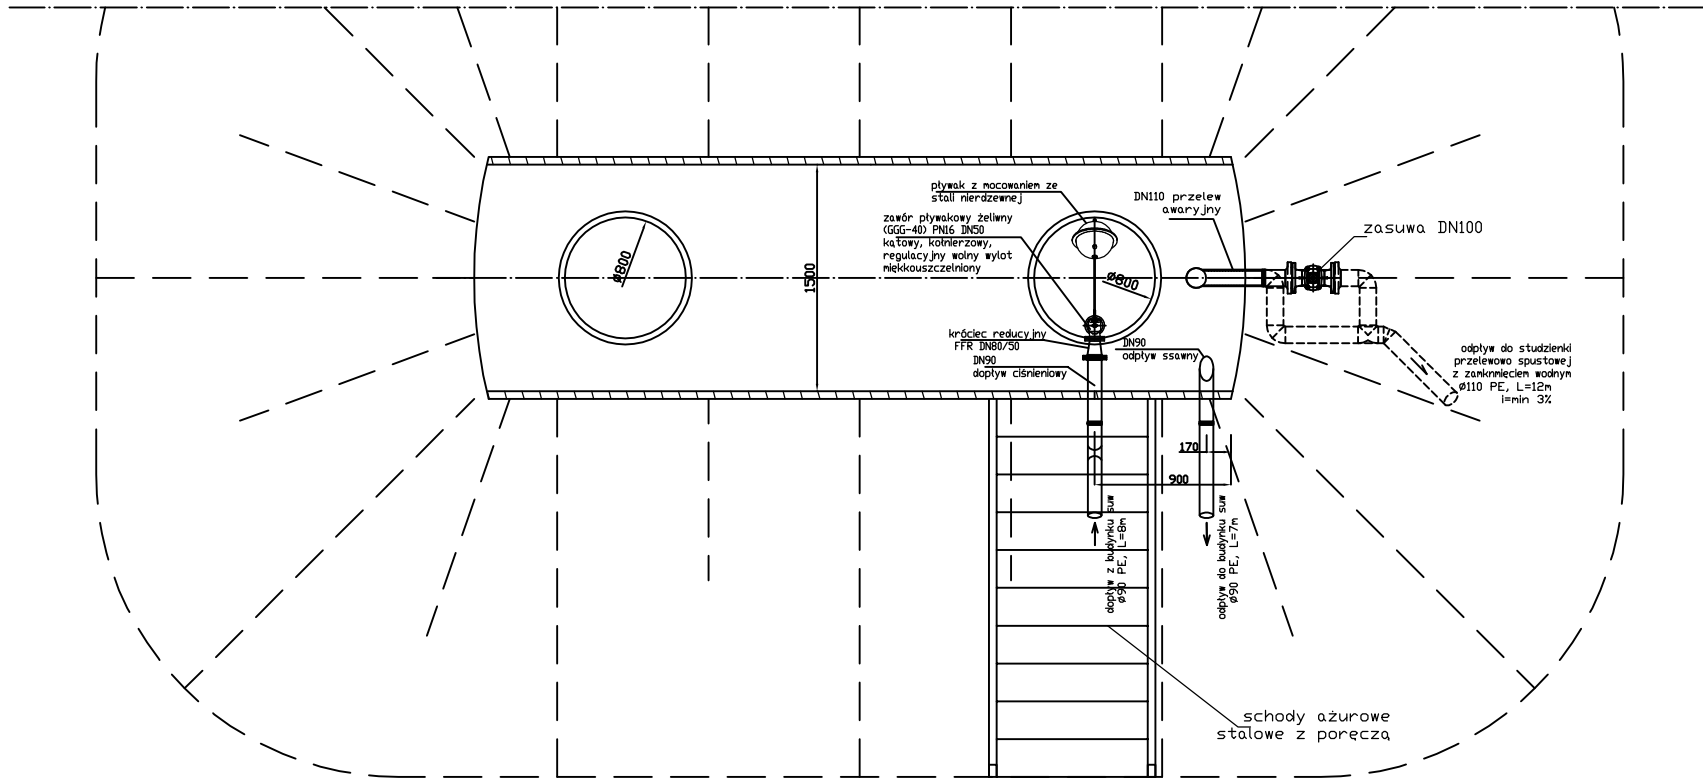 pływak z mocowaniem ze
stali nierdzewnej
DN110 przelew
awaryjny
zawór pływakowy żeliwny
(GGG-40) PN16 DN50
kątowy, kołnierzowy,
regulacyjny wolny wylot
miękkouszczelniony
zasuwa DN100
Ø800
1500
Ø800
króciec reducyjny
FFR DN80/50
DN90
dopływ ciśnieniowy
DN90
odpływ ssawny
odpływ do studzienki
przelewowo spustowej
z zamknmięciem wodnym
Ø110 PE, L=12m
i=min 3%
170
900
dopływ z budynku suw
Ø90 PE, L=8m
odpływ do budynku suw
Ø90 PE, L=7m
schody ażurowe
stalowe z poręczą